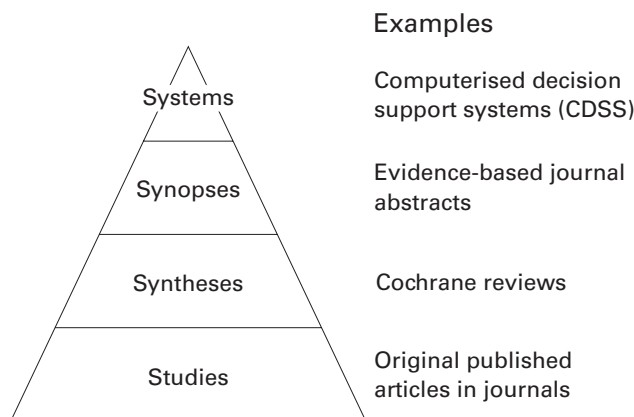 Examples
Systems
Computerised decision
support systems (CDSS)
Synopses
Evidence-based journal
abstracts
Syntheses
Cochrane reviews
Studies
Original published
articles in journals